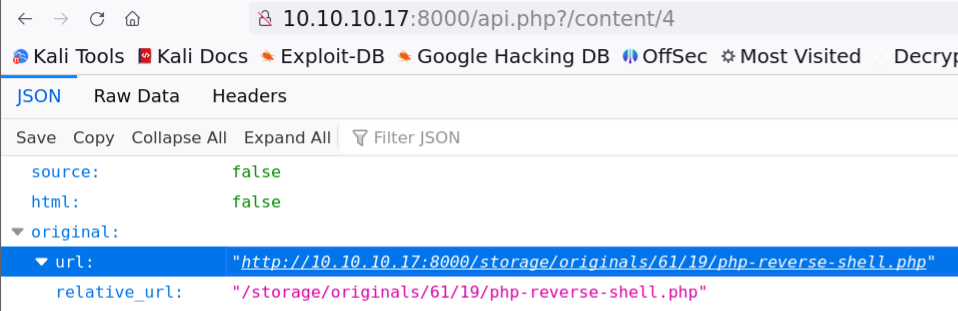 10.10.10.17:8000/api.php?/content/4
Kali Tools Kali Docs Exploit-DB Google Hacking DB OffSec Most Visited
JSON Raw Data Headers
Save Copy Collapse All Expand All Filter JSON
source: false
html: false
original:
url: "http://10.10.10.17:8000/storage/originals/61/19/php-reverse-shell.php"
relative_url: "/storage/originals/61/19/php-reverse-shell.php"